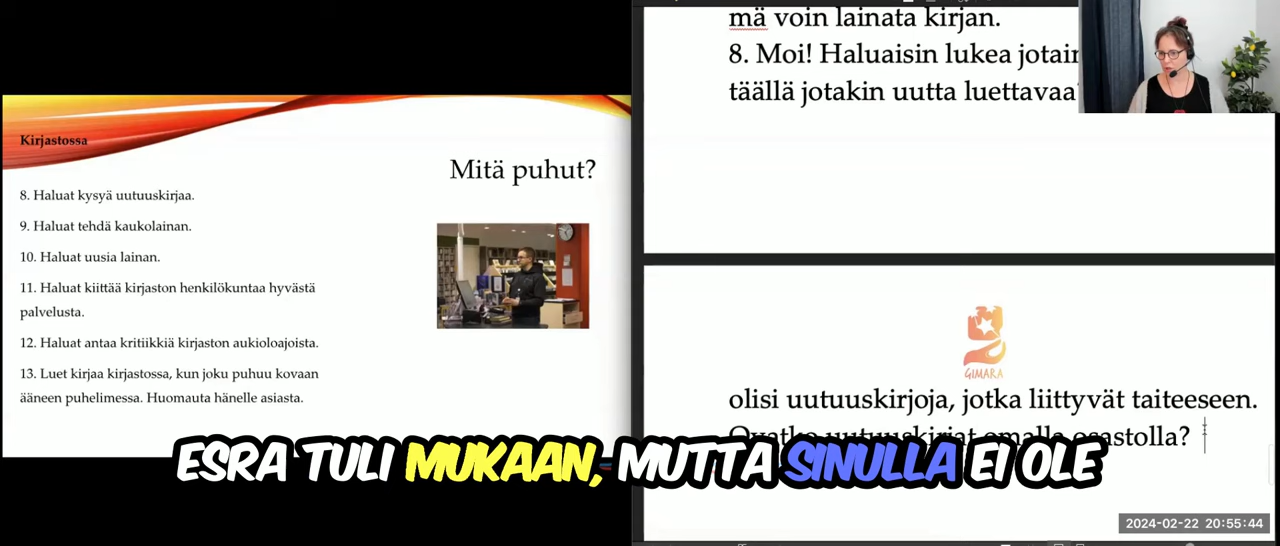 Kirjastossa
Mitä puhut?
8. Haluat kysyä uutuuskirjaa.
9. Haluat tehdä kaukolainan.
10. Haluat uusia lainan.
11. Haluat kiittää kirjaston henkilökuntaa hyvästä
palvelusta.
12. Haluat antaa kritiikkiä kirjaston aukioloajoista.
13. Luet kirjaa kirjastossa, kun joku puhuu kovaan
ääneen puhelimessa. Huomauta hänelle asiasta.
mä voin lainata kirjan.
8. Moi! Haluaisin lukea jotain
täällä jotakin uutta luettavaa
GIMARA
olisi uutuuskirjoja, jotka liittyvät taiteeseen.
Ovatko uutuuskirjat omalla osastolla?
ESRA TULI MUKAAN, MUTTA SINULLA EI OLE
2024-02-22 20:55:44